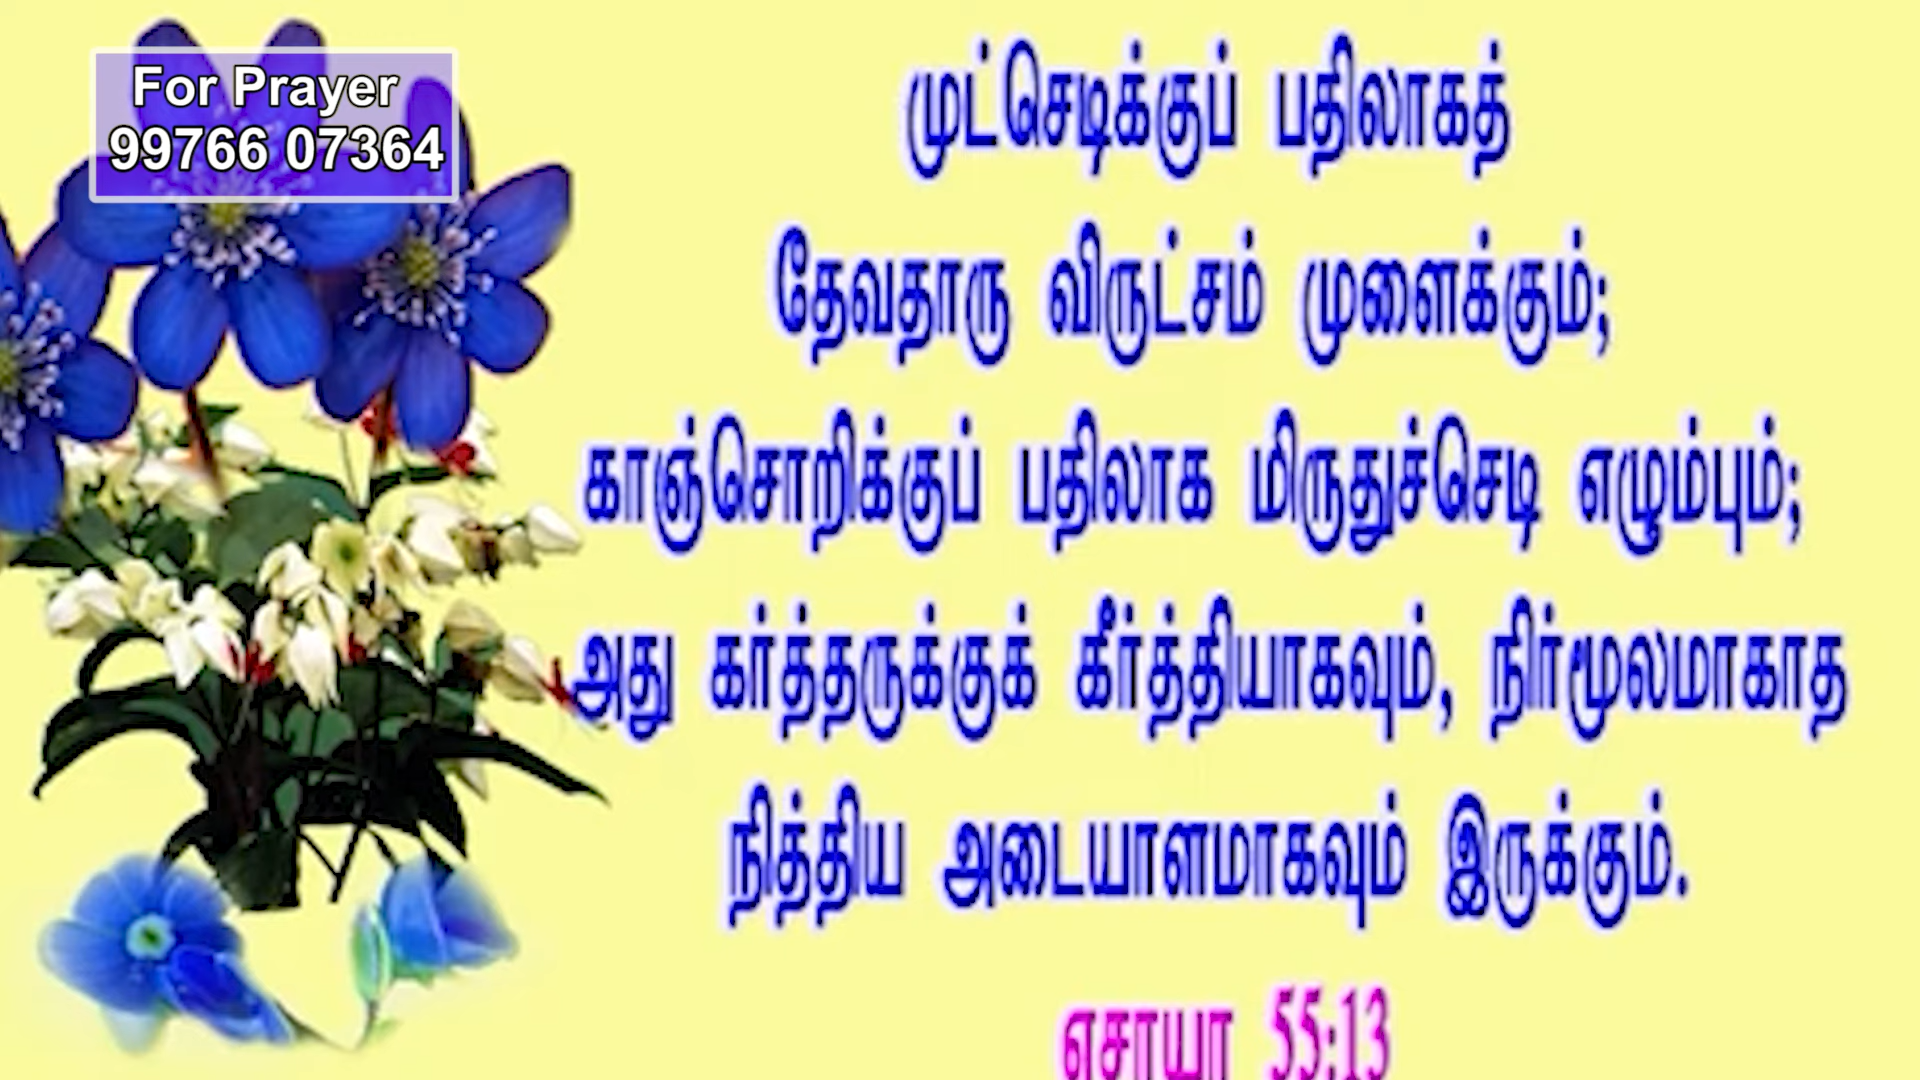 For Prayer
99766 07364
முட்செடிக்குப் பதிலாகத்
தேவதாரு விருட்சம் முளைக்கும்;
காஞ்சொறிக்குப் பதிலாக மிருதுச்செடி எழும்பும்;
அது கர்த்தருக்குக் கீர்த்தியாகவும், நிர்மூலமாகாத
நித்திய அடையாளமாகவும் இருக்கும்.
ஏசாயா 55:13